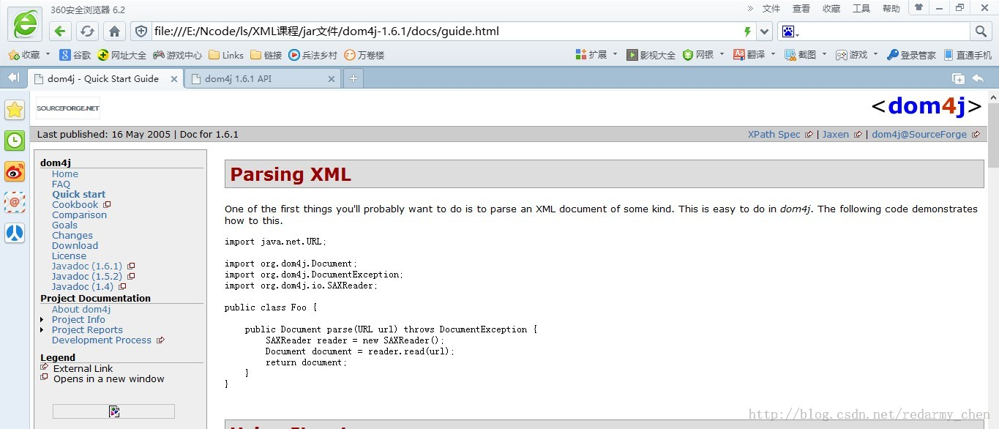 360安全浏览器 6.2
» 文件 查看 收藏 工具 帮助
file:///E:/Ncode/ls/XML课程/jar文件/dom4j-1.6.1/docs/guide.html
收藏 谷歌 网址大全 游戏中心 Links 链接 兵法乡村 万卷楼 扩展 影视大全 网银 翻译 截图 游戏 登录管家 直通手机
dom4j - Quick Start Guide dom4j 1.6.1 API
SOURCEFORGE.NET
<dom4j>
Last published: 16 May 2005 | Doc for 1.6.1
XPath Spec | Jaxen | dom4j@SourceForge
dom4j
Home
FAQ
Quick start
Cookbook
Comparison
Goals
Changes
Download
License
Javadoc (1.6.1)
Javadoc (1.5.2)
Javadoc (1.4)
Project Documentation
About dom4j
Project Info
Project Reports
Development Process
Legend
External Link
Opens in a new window
Parsing XML
One of the first things you'll probably want to do is to parse an XML document of some kind. This is easy to do in dom4j. The following code demonstrates
how to this.
import java.net.URL;
import org.dom4j.Document;
import org.dom4j.DocumentException;
import org.dom4j.io.SAXReader;
public class Foo {
public Document parse(URL url) throws DocumentException {
SAXReader reader = new SAXReader();
Document document = reader.read(url);
return document;
}
}
http://blog.csdn.net/redarmy_chen